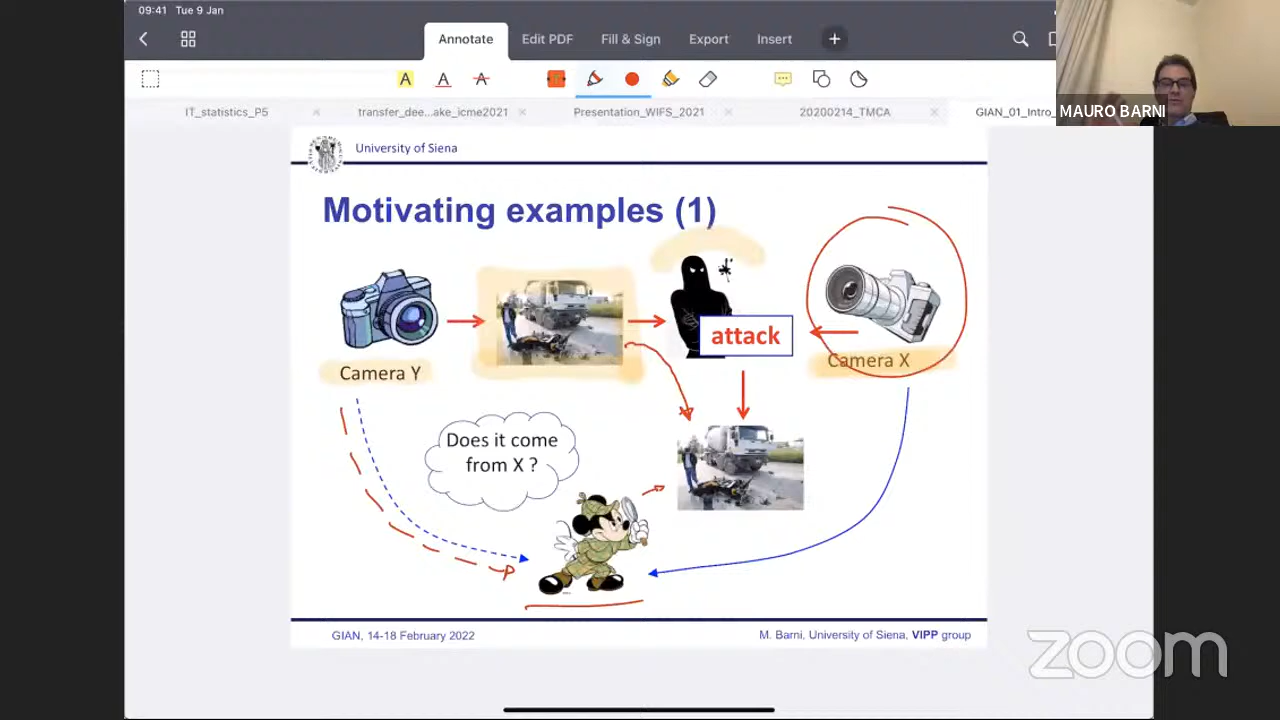 09:41 Tue 9 Jan
Annotate
Edit PDF
Fill & Sign
Export
Insert
A
A
A
IT_statistics_P5
transfer_dee...ake_icme2021
Presentation_WIFS_2021
20200214_TMCA
GIAN_01_Intro_
MAURO BARNI
University of Siena
Motivating examples (1)
attack
Camera Y
Camera X
Does it come
from X ?
GIAN, 14-18 February 2022
M. Barni, University of Siena, VIPP group
zoom